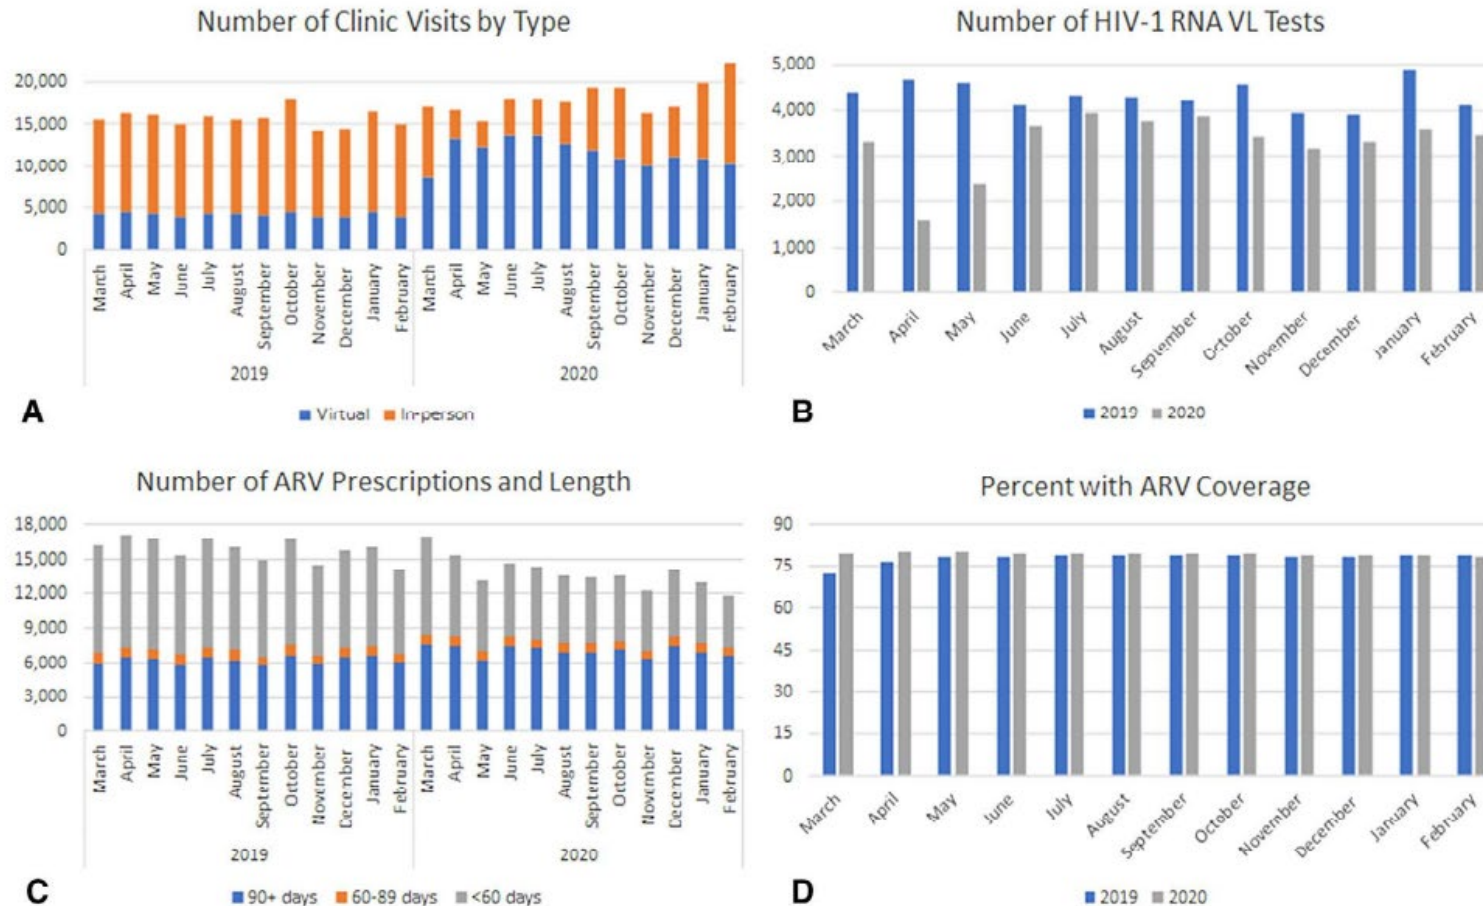 Number of Clinic Visits by Type
20,000
15,000
10,000
5,000
0
March
April
May
June
July
August
September
October
November
December
January
February
March
April
May
June
July
August
September
October
November
December
January
February
2019
2020
Virtual
In-person
A
Number of HIV-1 RNA VL Tests
5,000
4,000
3,000
2,000
1,000
0
March
April
May
June
July
August
September
October
November
December
January
February
2019
2020
B
Number of ARV Prescriptions and Length
18,000
15,000
12,000
9,000
6,000
3,000
0
March
April
May
June
July
August
September
October
November
December
January
February
March
April
May
June
July
August
September
October
November
December
January
February
2019
2020
90+ days
60-89 days
<60 days
C
Percent with ARV Coverage
90
75
60
45
30
15
0
March
April
May
June
July
August
September
October
November
December
January
February
2019
2020
D